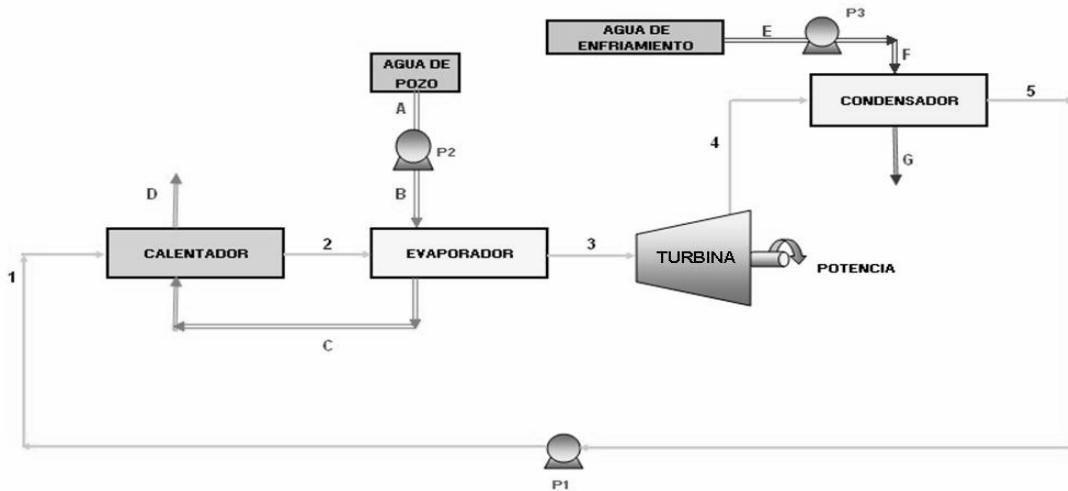 P3
AGUA DE
ENFRIAMIENTO
E
F
AGUA DE
POZO
A
CONDENSADOR
5
4
P2
G
D
B
CALENTADOR
2
EVAPORADOR
3
TURBINA
1
POTENCIA
C
P1